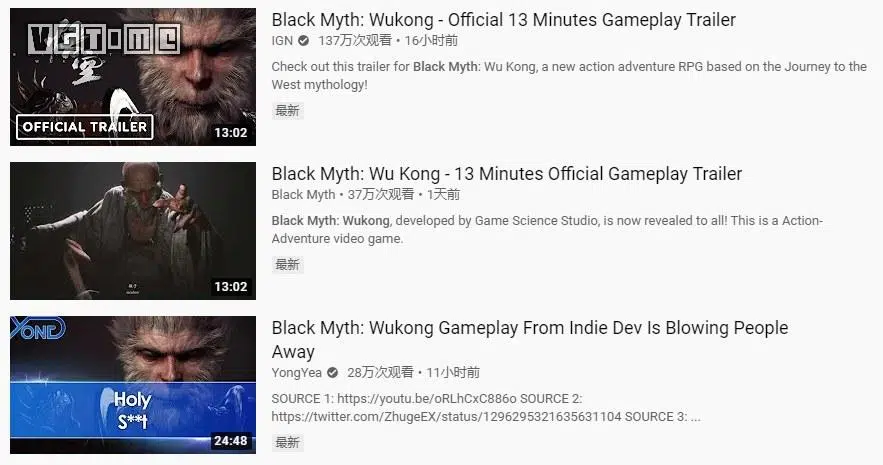 VGTIME
悟
空
OFFICIAL TRAILER
13:02
Black Myth: Wukong - Official 13 Minutes Gameplay Trailer
IGN 137万次观看 • 16小时前
Check out this trailer for Black Myth: Wu Kong, a new action adventure RPG based on the Journey to the
West mythology!
最新
13:02
Black Myth: Wu Kong - 13 Minutes Official Gameplay Trailer
Black Myth • 37万次观看 • 1天前
Black Myth: Wukong, developed by Game Science Studio, is now revealed to all! This is a Action-
Adventure video game.
最新
YONG
Holy
S**t
24:48
Black Myth: Wukong Gameplay From Indie Dev Is Blowing People
Away
YongYea 28万次观看 • 11小时前
SOURCE 1: https://youtu.be/oRLhCxC886o SOURCE 2:
https://twitter.com/ZhugeEX/status/1296295321635631104 SOURCE 3: ...
最新